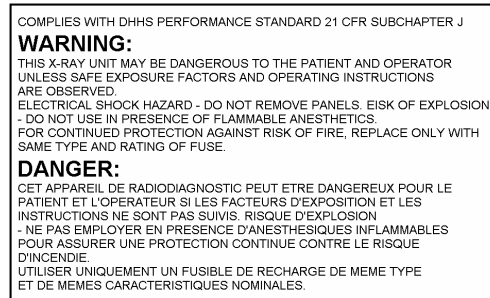 COMPLIES WITH DHHS PERFORMANCE STANDARD 21 CFR SUBCHAPTER J
WARNING:
THIS X-RAY UNIT MAY BE DANGEROUS TO THE PATIENT AND OPERATOR
UNLESS SAFE EXPOSURE FACTORS AND OPERATING INSTRUCTIONS
ARE OBSERVED.
ELECTRICAL SHOCK HAZARD - DO NOT REMOVE PANELS. EISK OF EXPLOSION
- DO NOT USE IN PRESENCE OF FLAMMABLE ANESTHETICS.
FOR CONTINUED PROTECTION AGAINST RISK OF FIRE, REPLACE ONLY WITH
SAME TYPE AND RATING OF FUSE.
DANGER:
CET APPAREIL DE RADIODIAGNOSTIC PEUT ETRE DANGEREUX POUR LE
PATIENT ET L'OPERATEUR SI LES FACTEURS D'EXPOSITION ET LES
INSTRUCTIONS NE SONT PAS SUIVIS. RISQUE D'EXPLOSION
- NE PAS EMPLOYER EN PRESENCE D'ANESTHESIQUES INFLAMMABLES
POUR ASSURER UNE PROTECTION CONTINUE CONTRE LE RISQUE
D'INCENDIE.
UTILISER UNIQUEMENT UN FUSIBLE DE RECHARGE DE MEME TYPE
ET DE MEMES CARACTERISTIQUES NOMINALES.